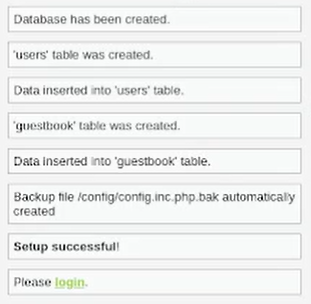 Database has been created.
'users' table was created.
Data inserted into 'users' table.
'guestbook' table was created.
Data inserted into 'guestbook' table.
Backup file /config/config.inc.php.bak automatically
created
Setup successful!
Please login.